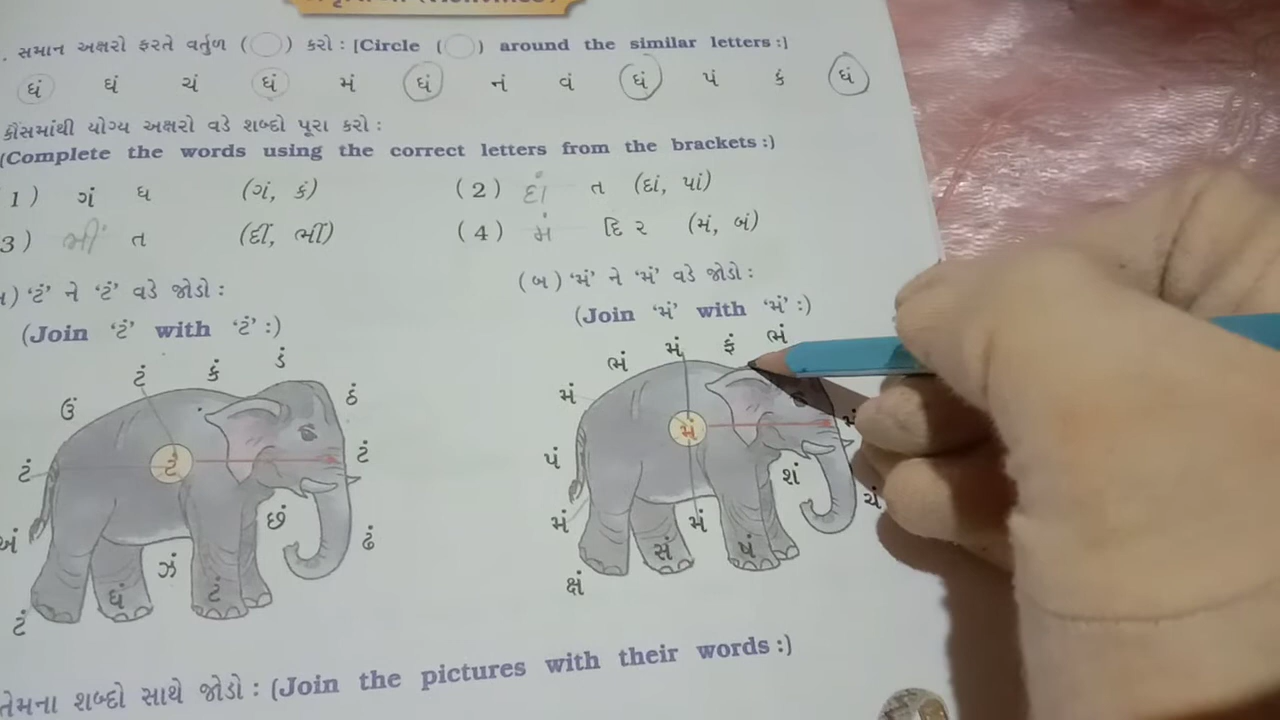 . સમાન અક્ષરો ફરતે વર્તુળ ( ) કરો : [Circle ( ) around the similar letters :]
ઘં ઘં ચં ઘં મં ઘં નં વં ઘં પં કં ઘં
કૌંસમાંથી યોગ્ય અક્ષરો વડે શબ્દો પૂરા કરો :
(Complete the words using the correct letters from the brackets :)
1) ગં ધ (ગં, કં) (2) દાં ત (દાં, પાં)
3) ભીં ત (દીં, ભીં) (4) મં દિ ર (મં, બં)
) ‘ટં’ ને ‘ટં’ વડે જોડો : (બ) ‘મં’ ને ‘મં’ વડે જોડો :
(Join ‘ટં’ with ‘ટં’ :) (Join ‘મં’ with ‘મં’ :)
ટં કં ડં ભં મં ફં ભં
ઉં ઠં મં મં
ટં ટં ટં પં મં શં ચં
અં છં ઢં મં મં
ઝં સં ષં
ટં ઘં ટં ક્ષં
તેમના શબ્દો સાથે જોડો : (Join the pictures with their words :)